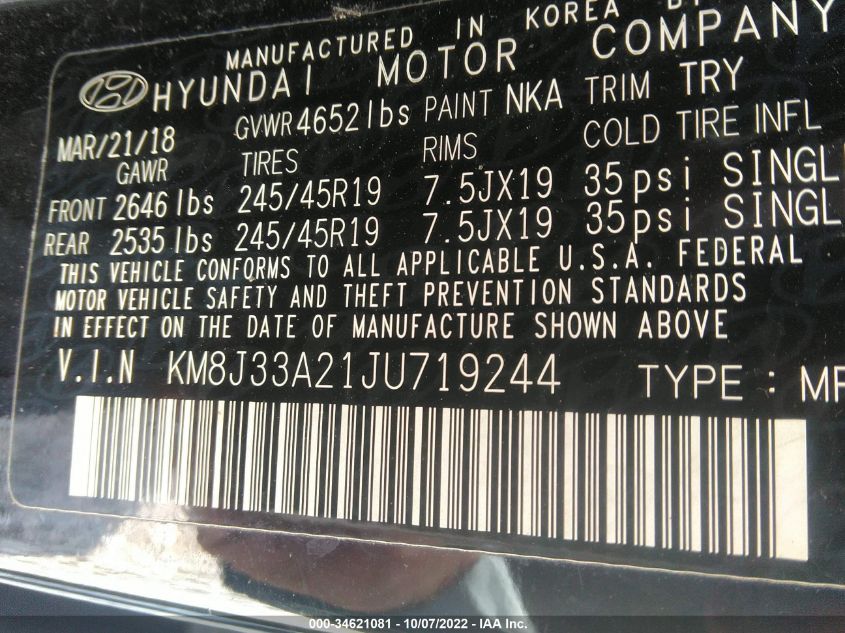 MANUFACTURED IN KOREA BY
HYUNDAI MOTOR COMPANY
MAR/21/18 GVWR 4652 lbs PAINT NKA TRIM TRY
GAWR TIRES RIMS COLD TIRE INFL
FRONT 2646 lbs 245/45R19 7.5JX19 35psi SINGL
REAR 2535 lbs 245/45R19 7.5JX19 35psi SINGL
THIS VEHICLE CONFORMS TO ALL APPLICABLE U.S.A. FEDERAL
MOTOR VEHICLE SAFETY AND THEFT PREVENTION STANDARDS
IN EFFECT ON THE DATE OF MANUFACTURE SHOWN ABOVE
V.I.N KM8J33A21JU719244 TYPE: MP
000-34621081 - 10/07/2022 - IAA Inc.